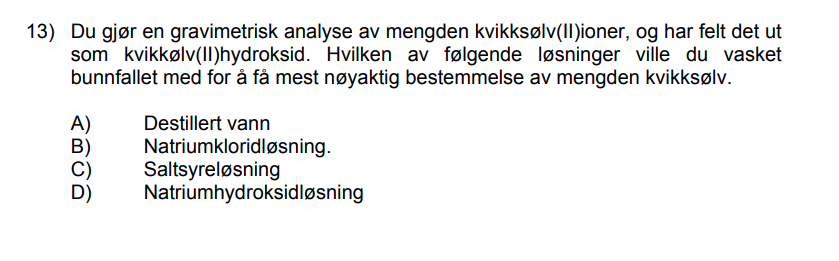 13) Du gjør en gravimetrisk analyse av mengden kvikksølv(II)ioner, og har felt det ut
som kvikkølv(II)hydroksid. Hvilken av følgende løsninger ville du vasket
bunnfallet med for å få mest nøyaktig bestemmelse av mengden kvikksølv.
A) Destillert vann
B) Natriumkloridløsning.
C) Saltsyreløsning
D) Natriumhydroksidløsning